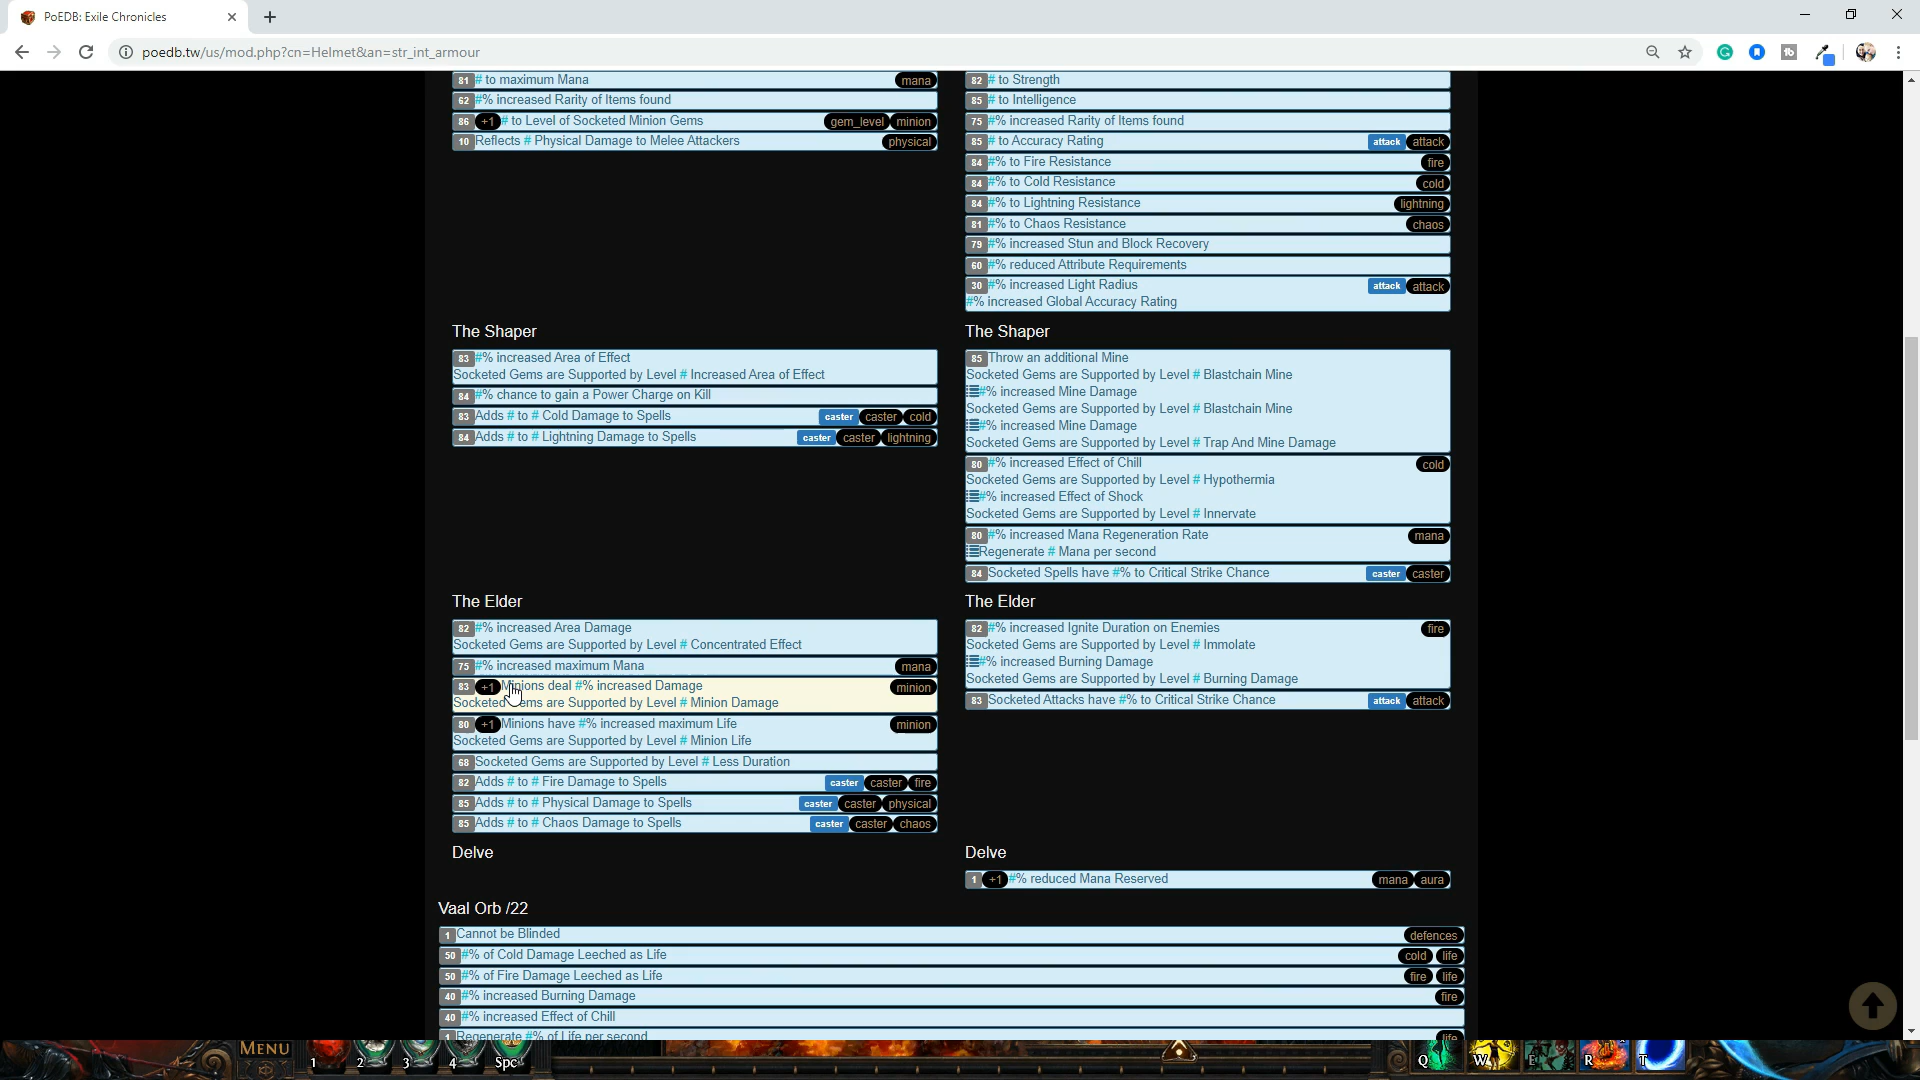 PoEDB: Exile Chronicles
poedb.tw/us/mod.php?cn=Helmet&an=str_int_armour
81 # to maximum Mana mana
62 #% increased Rarity of Items found
86 +1 # to Level of Socketed Minion Gems gem_level minion
10 Reflects # Physical Damage to Melee Attackers physical
82 # to Strength
85 # to Intelligence
75 #% increased Rarity of Items found
85 # to Accuracy Rating attack attack
84 #% to Fire Resistance fire
84 #% to Cold Resistance cold
84 #% to Lightning Resistance lightning
81 #% to Chaos Resistance chaos
79 #% increased Stun and Block Recovery
60 #% reduced Attribute Requirements
30 #% increased Light Radius attack attack
#% increased Global Accuracy Rating
The Shaper
83 #% increased Area of Effect
Socketed Gems are Supported by Level # Increased Area of Effect
84 #% chance to gain a Power Charge on Kill
83 Adds # to # Cold Damage to Spells caster caster cold
84 Adds # to # Lightning Damage to Spells caster caster lightning
The Shaper
85 Throw an additional Mine
Socketed Gems are Supported by Level # Blastchain Mine
#% increased Mine Damage
Socketed Gems are Supported by Level # Blastchain Mine
#% increased Mine Damage
Socketed Gems are Supported by Level # Trap And Mine Damage
80 #% increased Effect of Chill cold
Socketed Gems are Supported by Level # Hypothermia
#% increased Effect of Shock
Socketed Gems are Supported by Level # Innervate
80 #% increased Mana Regeneration Rate mana
Regenerate # Mana per second
84 Socketed Spells have #% to Critical Strike Chance caster caster
The Elder
82 #% increased Area Damage
Socketed Gems are Supported by Level # Concentrated Effect
75 #% increased maximum Mana mana
83 +1 Minions deal #% increased Damage minion
Socketed Gems are Supported by Level # Minion Damage
80 +1 Minions have #% increased maximum Life minion
Socketed Gems are Supported by Level # Minion Life
68 Socketed Gems are Supported by Level # Less Duration
82 Adds # to # Fire Damage to Spells caster caster fire
85 Adds # to # Physical Damage to Spells caster caster physical
85 Adds # to # Chaos Damage to Spells caster caster chaos
The Elder
82 #% increased Ignite Duration on Enemies fire
Socketed Gems are Supported by Level # Immolate
#% increased Burning Damage
Socketed Gems are Supported by Level # Burning Damage
83 Socketed Attacks have #% to Critical Strike Chance attack attack
Delve
Delve
1 +1 #% reduced Mana Reserved mana aura
Vaal Orb /22
1 Cannot be Blinded defences
50 #% of Cold Damage Leeched as Life cold life
50 #% of Fire Damage Leeched as Life fire life
40 #% increased Burning Damage fire
40 #% increased Effect of Chill
1 Regenerate #% of Life per second life
MENU 1 2 3 4 Spc Q W E R T